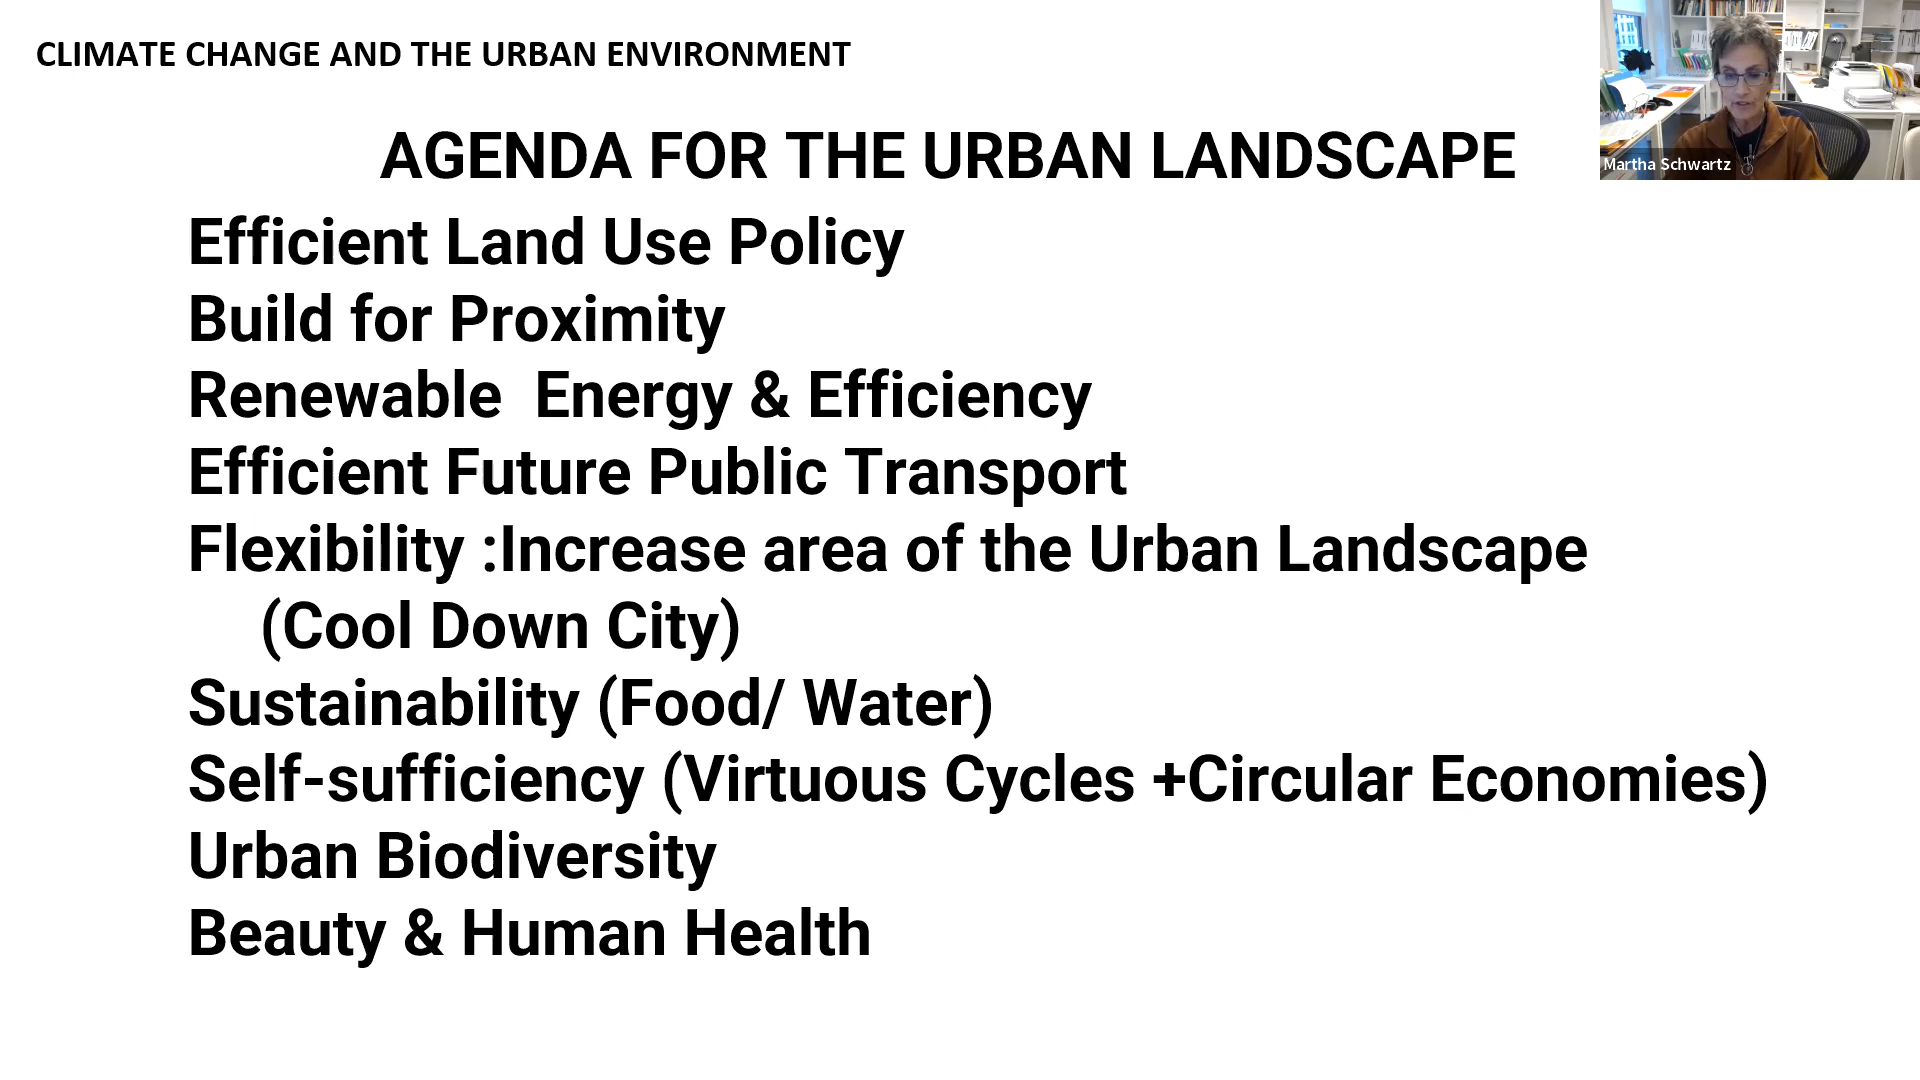 CLIMATE CHANGE AND THE URBAN ENVIRONMENT
Martha Schwartz
AGENDA FOR THE URBAN LANDSCAPE
Efficient Land Use Policy
Build for Proximity
Renewable  Energy & Efficiency
Efficient Future Public Transport
Flexibility :Increase area of the Urban Landscape
(Cool Down City)
Sustainability (Food/ Water)
Self-sufficiency (Virtuous Cycles +Circular Economies)
Urban Biodiversity
Beauty & Human Health